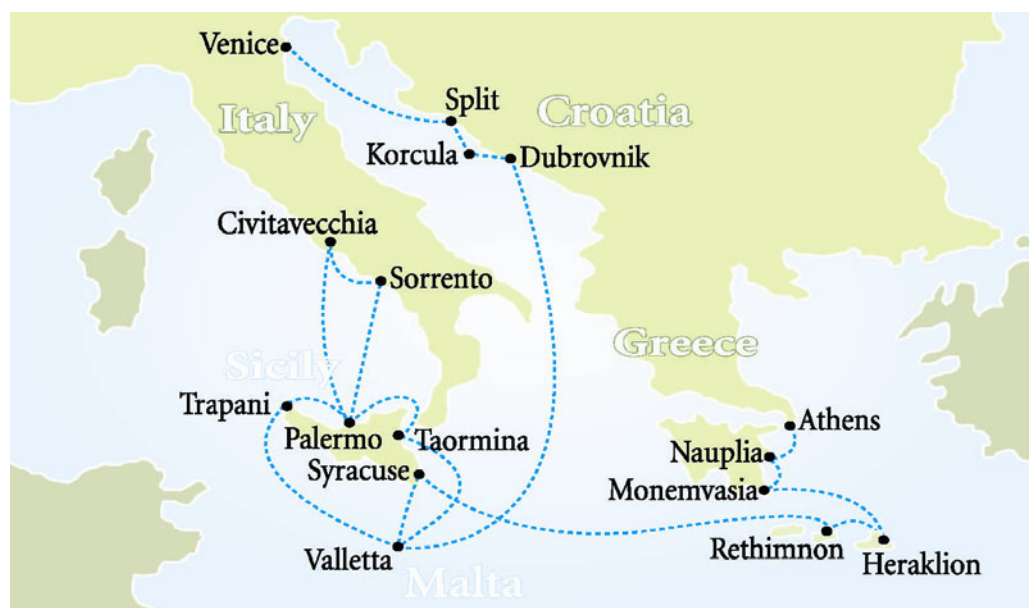 Venice
Split
Croatia
Italy
Korcula
Dubrovnik
Civitavecchia
Sorrento
Greece
Sicily
Trapani
Athens
Palermo
Taormina
Nauplia
Syracuse
Monemvasia
Rethimnon
Valletta
Heraklion
Malta